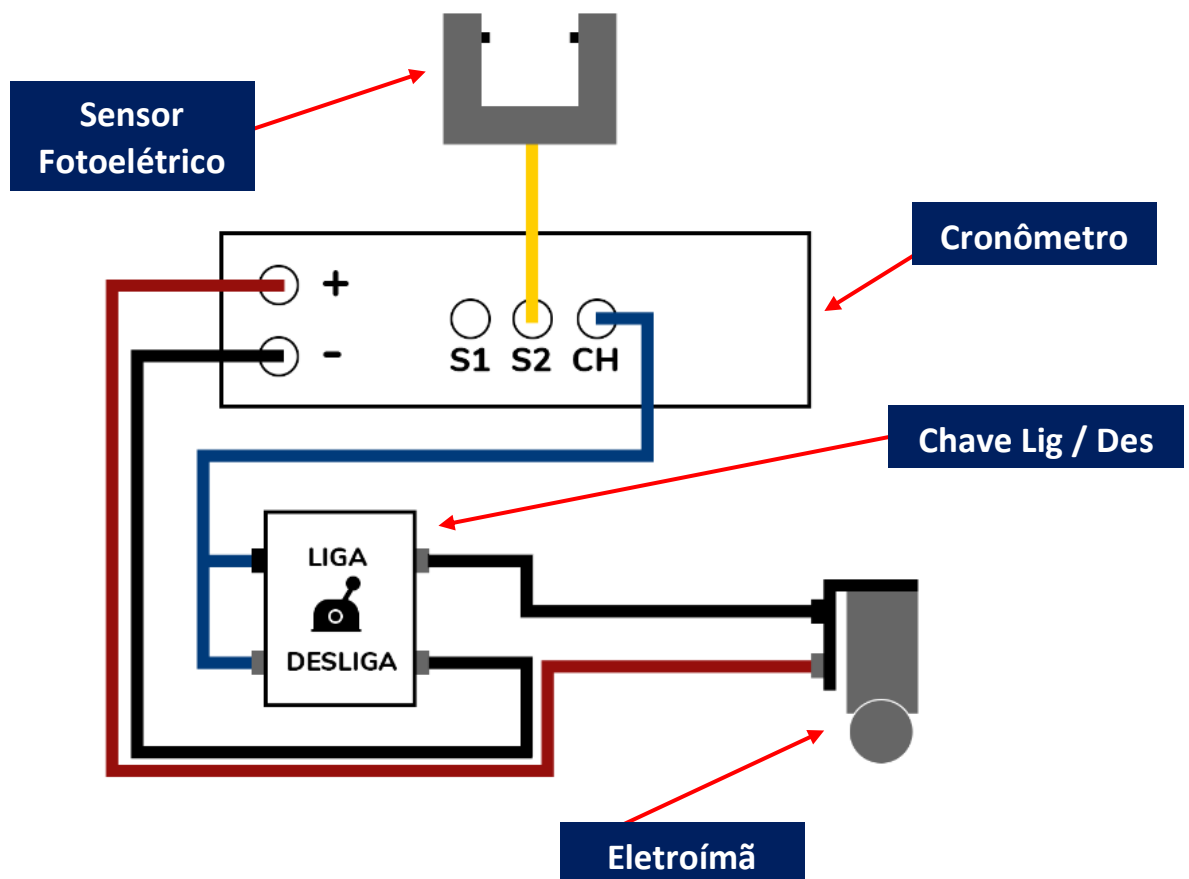 Sensor
Fotoelétrico
Cronômetro
+
-
S1 S2 CH
Chave Lig / Des
LIGA
DESLIGA
Eletroímã